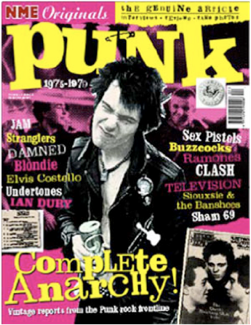 NME Originals
the GENUINE ARTICLE
interviews • reviews • rare photos
PUNK
1975-1979
JAM
Stranglers
DAMNED
Blondie
Elvis Costello
Undertones
IAN DURY
Sex Pistols
Buzzcocks
Ramones
CLASH
TELEVISION
Siouxsie &
the Banshees
Sham 69
COMPLETE
ANARCHY!
Vintage reports from the Punk rock frontline